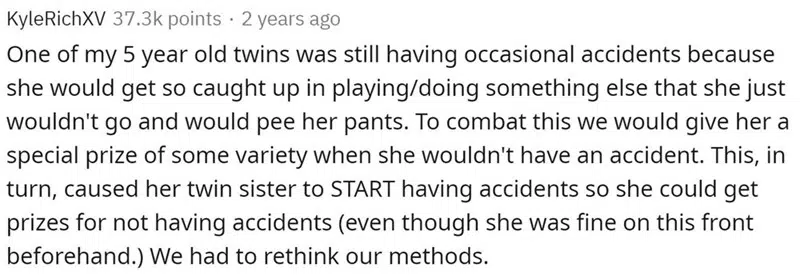 KyleRichXV 37.3k points · 2 years ago
One of my 5 year old twins was still having occasional accidents because
she would get so caught up in playing/doing something else that she just
wouldn't go and would pee her pants. To combat this we would give her a
special prize of some variety when she wouldn't have an accident. This, in
turn, caused her twin sister to START having accidents so she could get
prizes for not having accidents (even though she was fine on this front
beforehand.) We had to rethink our methods.